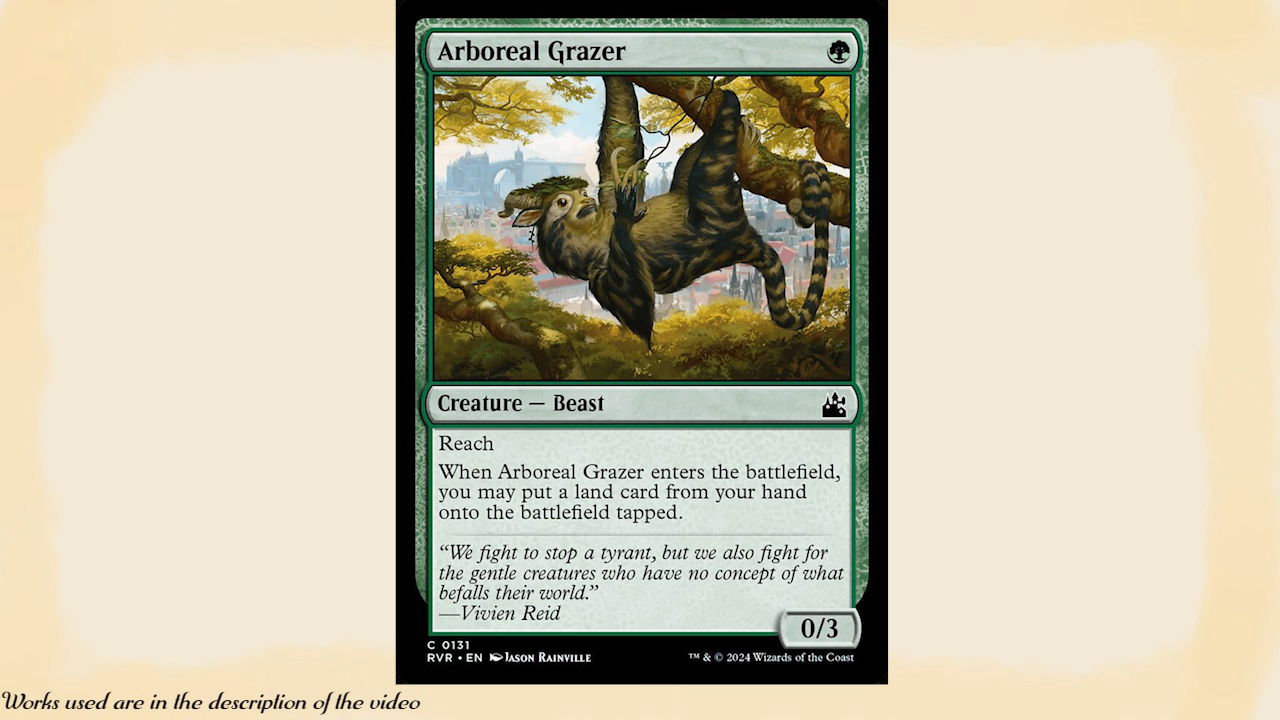 Arboreal Grazer
Creature — Beast
Reach
When Arboreal Grazer enters the battlefield,
you may put a land card from your hand
onto the battlefield tapped.
“We fight to stop a tyrant, but we also fight for
the gentle creatures who have no concept of what
befalls their world.”
—Vivien Reid
0/3
C 0131
RVR • EN JASON RAINVILLE
™ & © 2024 Wizards of the Coast
Works used are in the description of the video